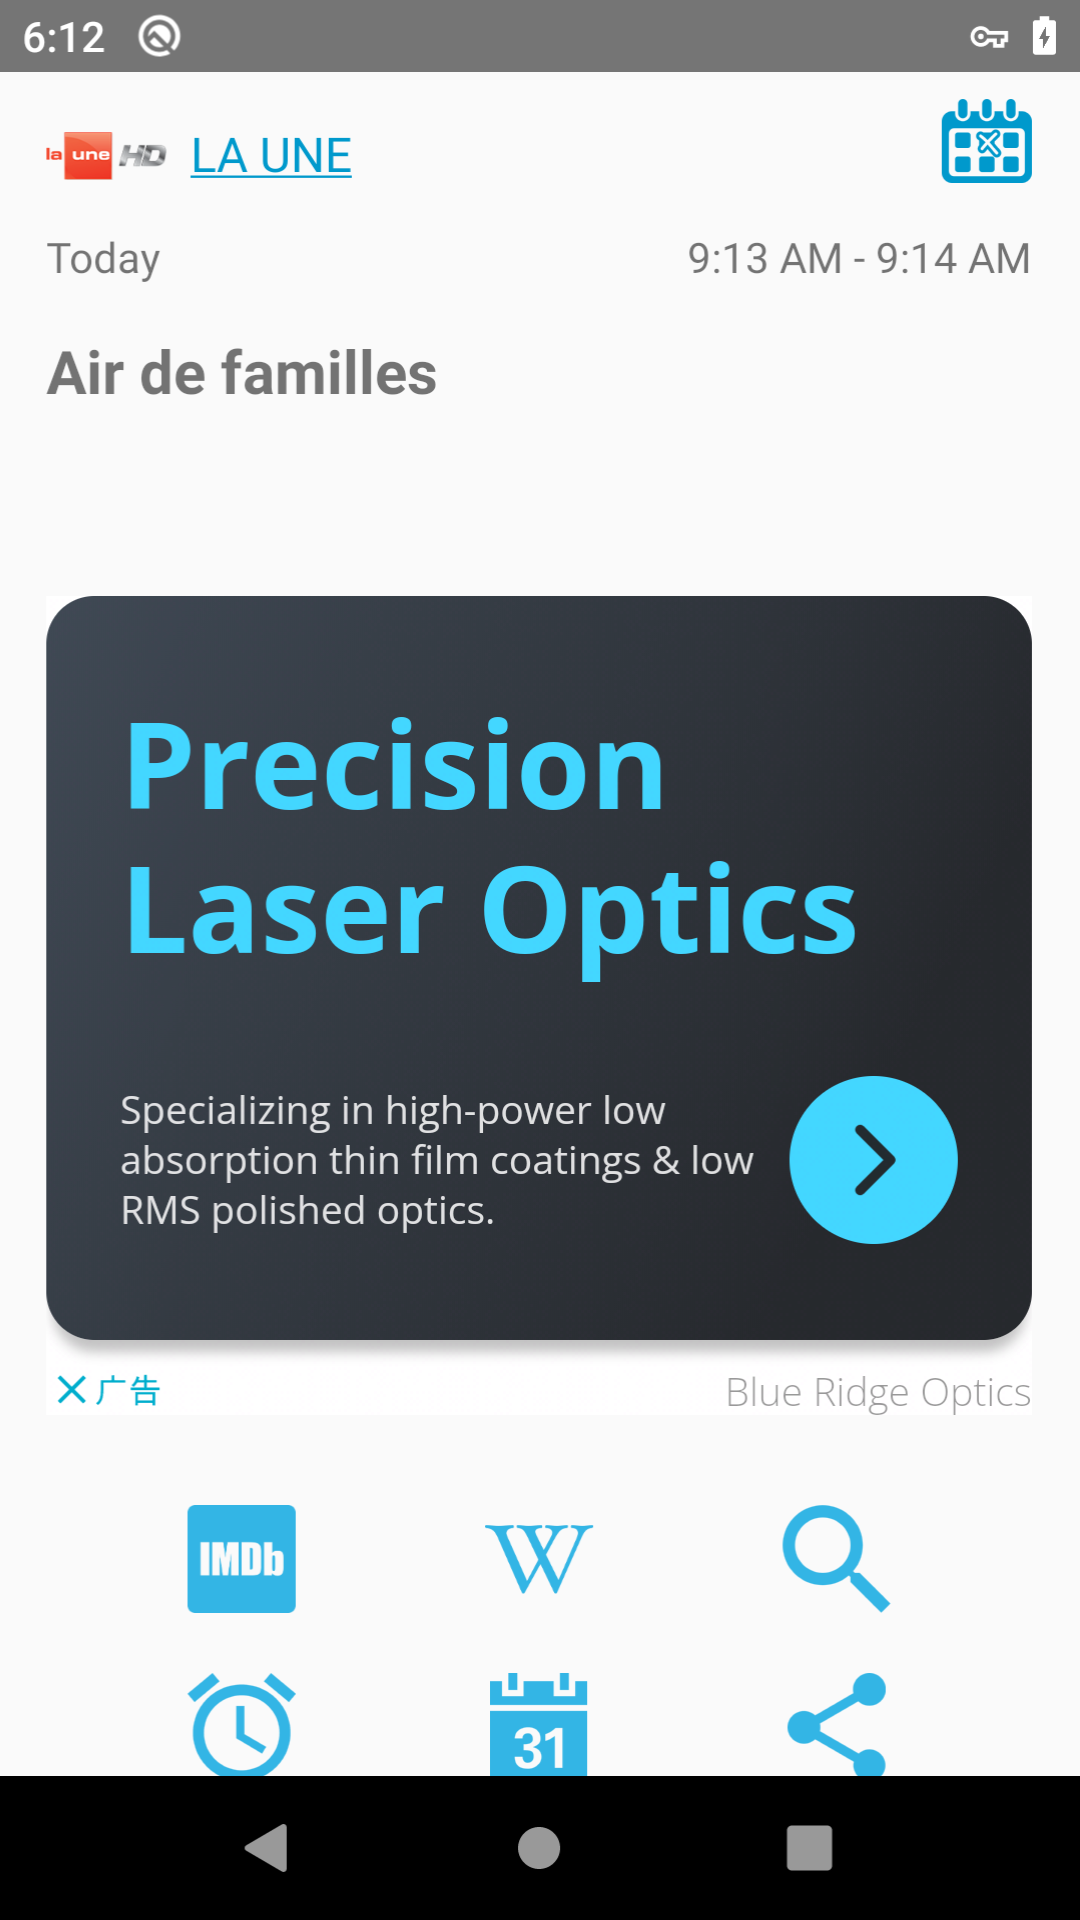 6:12
la une HD LA UNE
Today 9:13 AM - 9:14 AM
Air de familles
Precision
Laser Optics
Specializing in high-power low
absorption thin film coatings & low
RMS polished optics.
广告 Blue Ridge Optics
IMDb W
31